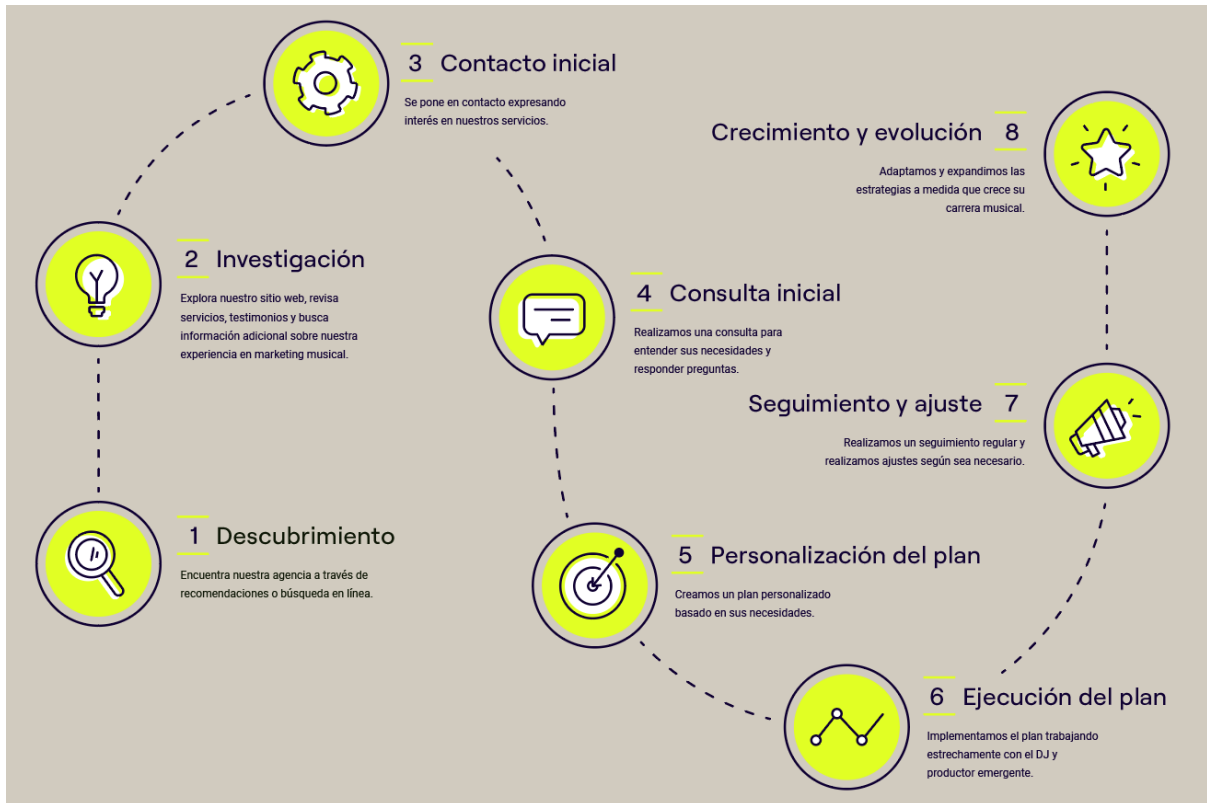 1 Descubrimiento
Encuentra nuestra agencia a través de
recomendaciones o búsqueda en línea.
2 Investigación
Explora nuestro sitio web, revisa
servicios, testimonios y busca
información adicional sobre nuestra
experiencia en marketing musical.
3 Contacto inicial
Se pone en contacto expresando
interés en nuestros servicios.
4 Consulta inicial
Realizamos una consulta para
entender sus necesidades y
responder preguntas.
5 Personalización del plan
Creamos un plan personalizado
basado en sus necesidades.
6 Ejecución del plan
Implementamos el plan trabajando
estrechamente con el DJ y
productor emergente.
Seguimiento y ajuste 7
Realizamos un seguimiento regular y
realizamos ajustes según sea necesario.
Crecimiento y evolución 8
Adaptamos y expandimos las
estrategias a medida que crece su
carrera musical.